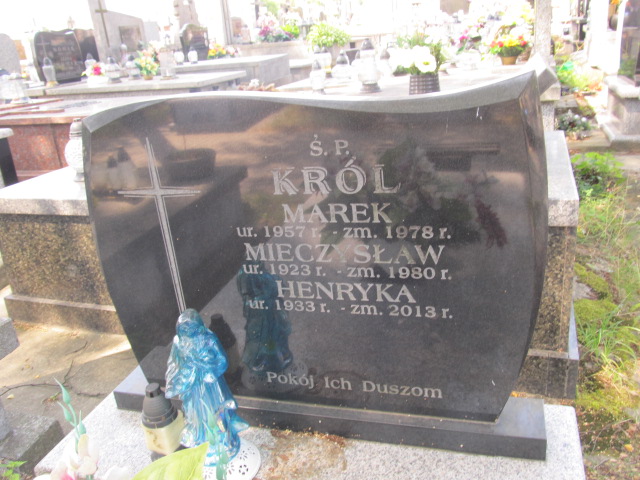 Ś. P.
KRÓL
MAREK
ur. 1957 r. - zm. 1978 r.
MIECZYSŁAW
ur. 1923 r. - zm. 1980 r.
HENRYKA
ur. 1933 r. - zm. 2013 r.
Pokój Ich Duszom